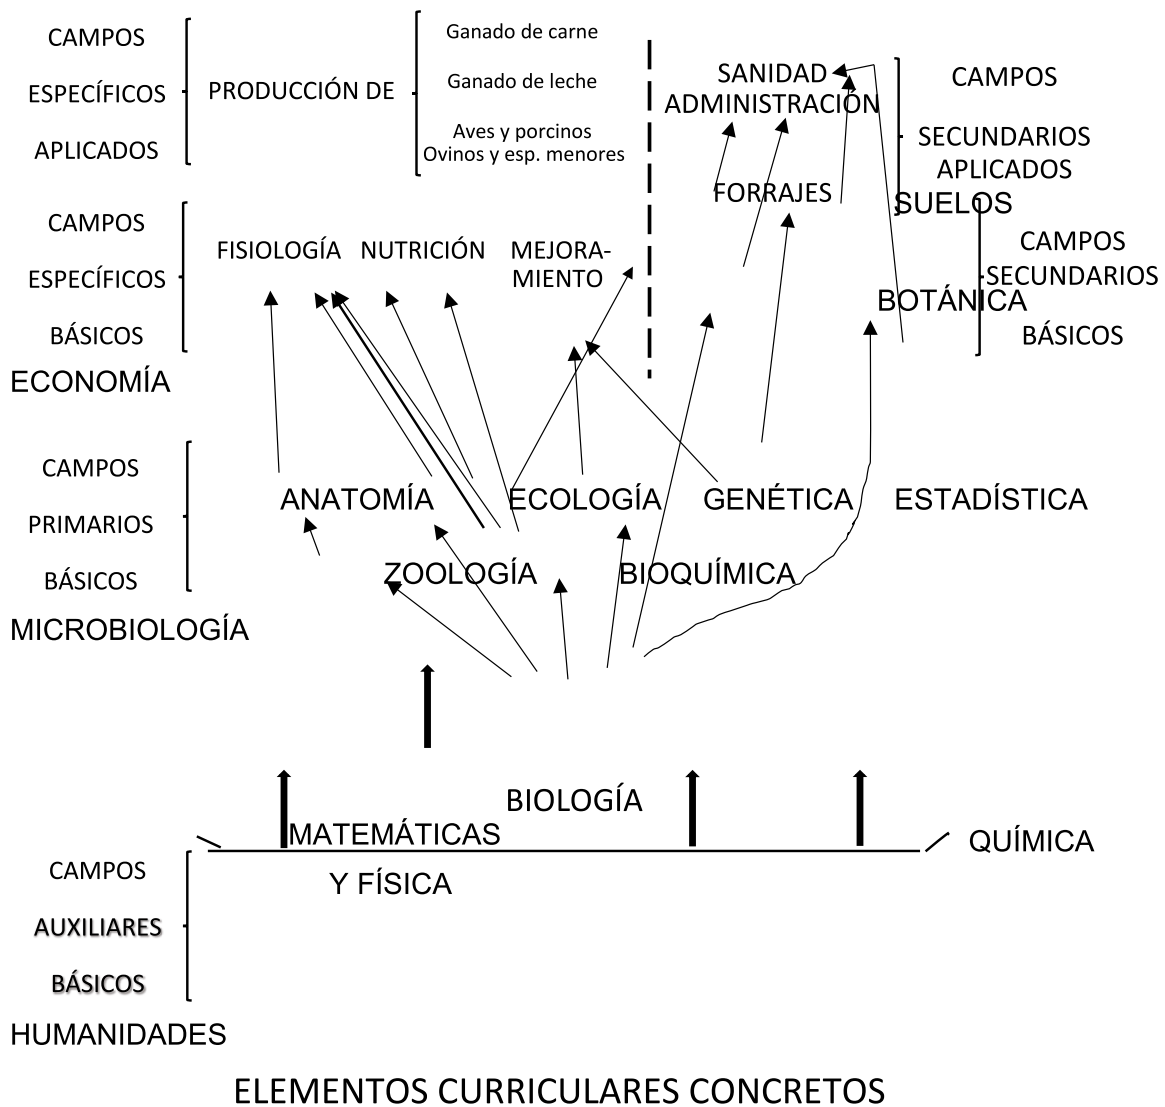 CAMPOS
ESPECÍFICOS
APLICADOS
PRODUCCIÓN DE
Ganado de carne
Ganado de leche
Aves y porcinos
Ovinos y esp. menores
SANIDAD
ADMINISTRACIÓN
CAMPOS
SECUNDARIOS
APLICADOS
FORRAJES
SUELOS
CAMPOS
ESPECÍFICOS
BÁSICOS
FISIOLOGÍA
NUTRICIÓN
MEJORA-
MIENTO
CAMPOS
SECUNDARIOS
BÁSICOS
BOTÁNICA
ECONOMÍA
CAMPOS
PRIMARIOS
BÁSICOS
ANATOMÍA
ECOLOGÍA
GENÉTICA
ESTADÍSTICA
ZOOLOGÍA
BIOQUÍMICA
MICROBIOLOGÍA
BIOLOGÍA
MATEMÁTICAS
Y FÍSICA
QUÍMICA
CAMPOS
AUXILIARES
BÁSICOS
HUMANIDADES
ELEMENTOS CURRICULARES CONCRETOS